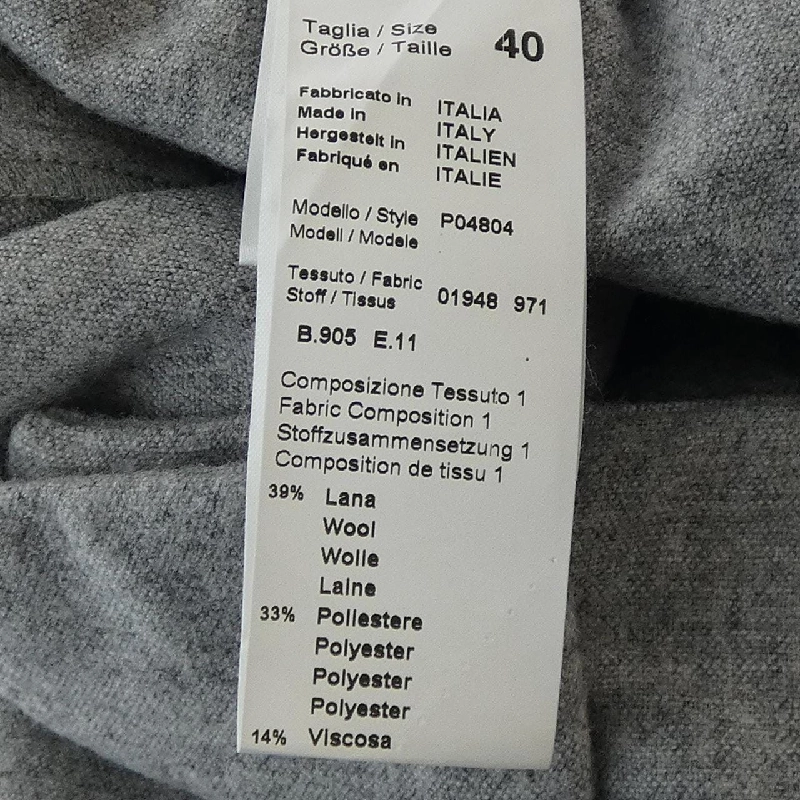 Taglia / Size
Größe / Taille 40
Fabbricato in ITALIA
Made in ITALY
Hergestelt in ITALIEN
Fabriqué en ITALIE
Modello / Style P04804
Modell / Modele
Tessuto / Fabric
Stoff / Tissus 01948 971
B.905 E.11
Composizione Tessuto 1
Fabric Composition 1
Stoffzusammensetzung 1
Composition de tissu 1
39% Lana
Wool
Wolle
Laine
33% Poliestere
Polyester
Polyester
Polyester
14% Viscosa